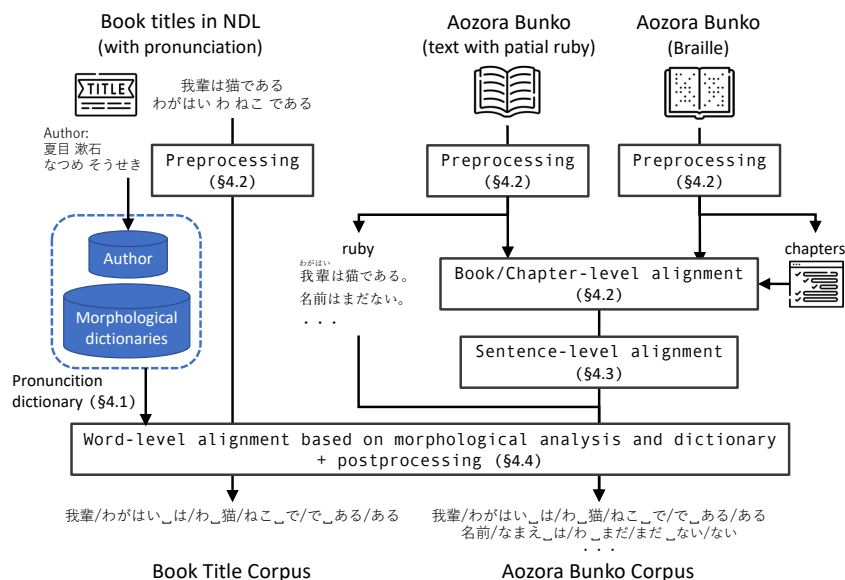 Book titles in NDL
(with pronunciation)
TITLE
我輩は猫である
わがはい わ ねこ である
Author:
夏目 漱石
なつめ そうせき
Preprocessing
(§4.2)
Author
Morphological
dictionaries
Pronuncition
dictionary (§4.1)
Aozora Bunko
(text with patial ruby)
Preprocessing
(§4.2)
Aozora Bunko
(Braille)
Preprocessing
(§4.2)
ruby
わがはい
我輩は猫である。
名前はまだない。
・・・
chapters
Book/Chapter-level alignment
(§4.2)
Sentence-level alignment
(§4.3)
Word-level alignment based on morphological analysis and dictionary
+ postprocessing (§4.4)
我輩/わがはい␣は/わ␣猫/ねこ␣で/で␣ある/ある
Book Title Corpus
我輩/わがはい␣は/わ␣猫/ねこ␣で/で␣ある/ある
名前/なまえ␣は/わ␣まだ/まだ␣ない/ない
・・・
Aozora Bunko Corpus